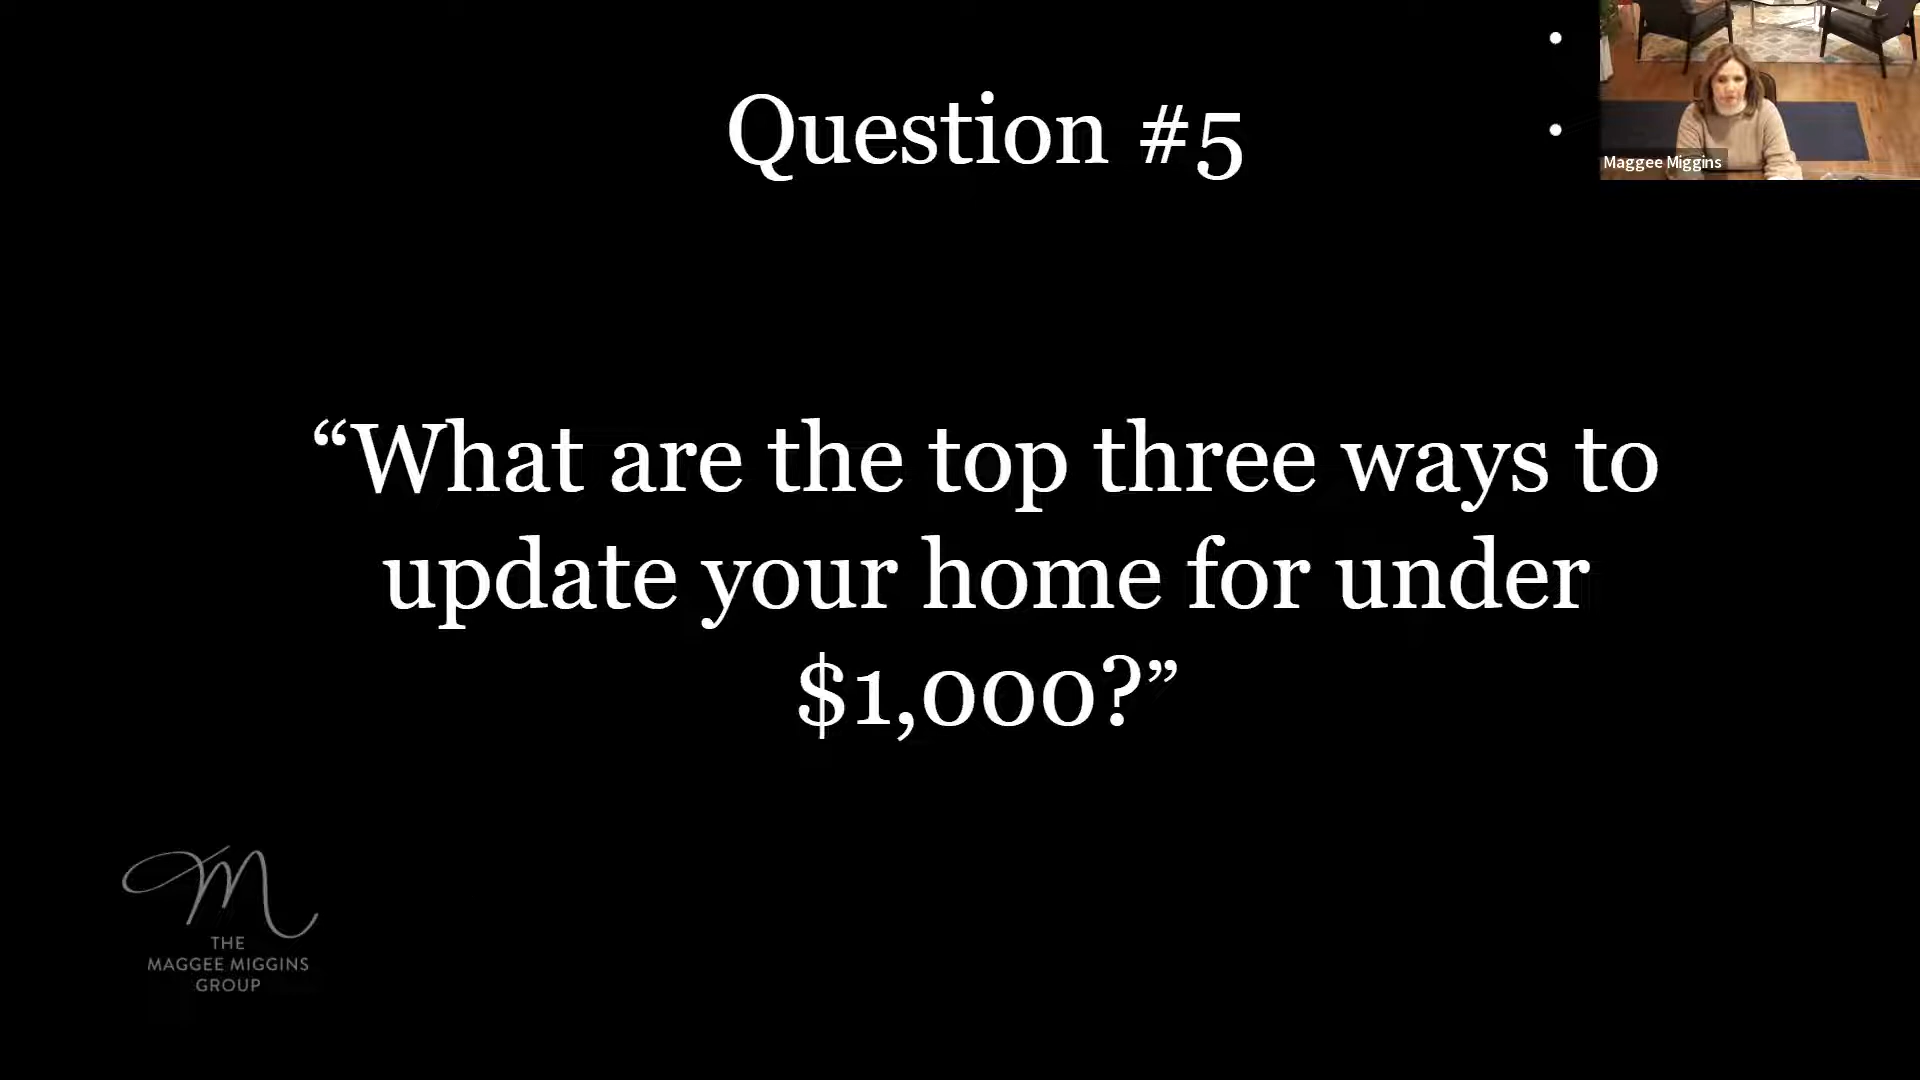 Question #5
Maggee Miggins
“What are the top three ways to
update your home for under
$1,000?”
M
THE
MAGGEE MIGGINS
GROUP